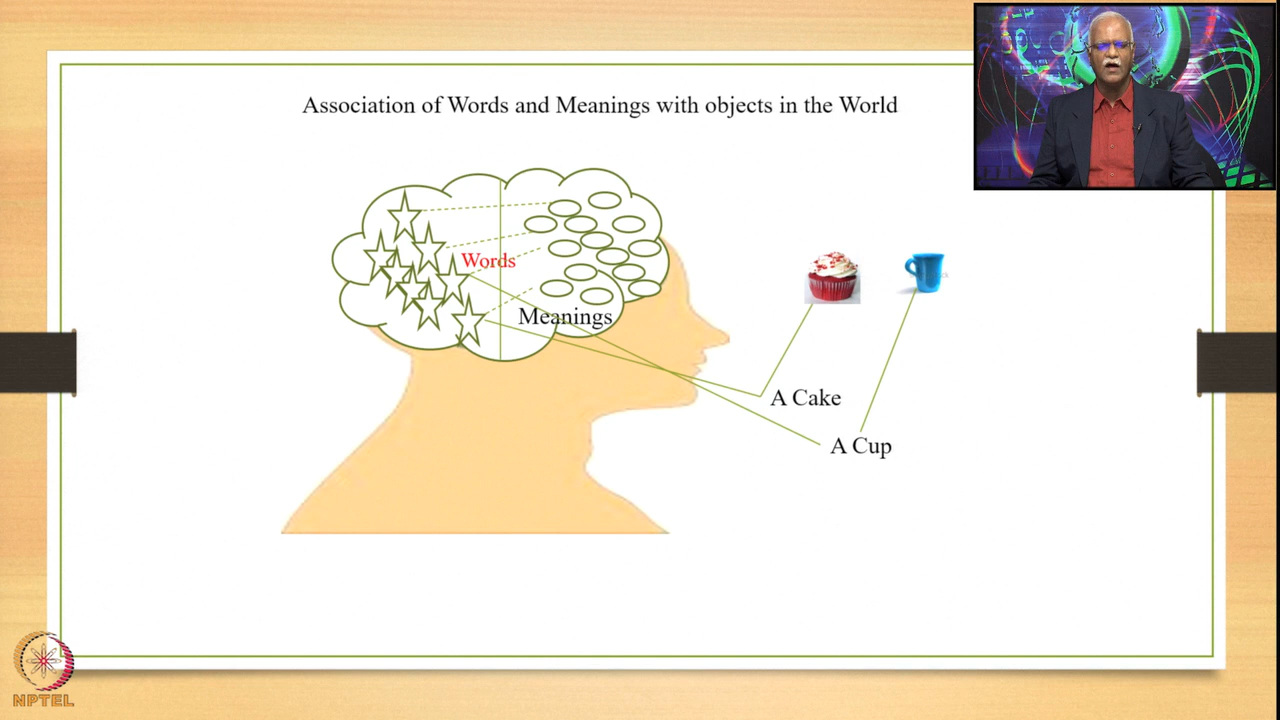 Association of Words and Meanings with objects in the World
Words
Meanings
A Cake
A Cup
NPTEL